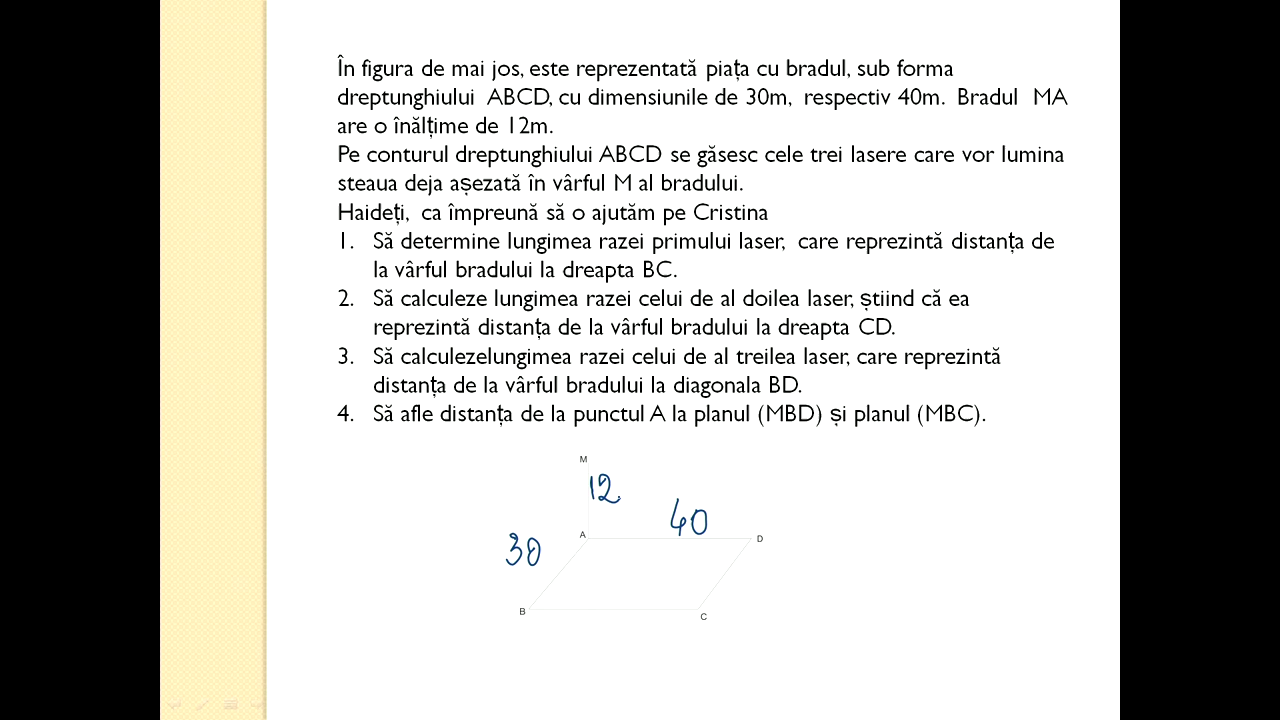 În figura de mai jos, este reprezentată piața cu bradul, sub forma
dreptunghiului ABCD, cu dimensiunile de 30m, respectiv 40m. Bradul MA
are o înălțime de 12m.
Pe conturul dreptunghiului ABCD se găsesc cele trei lasere care vor lumina
steaua deja așezată în vârful M al bradului.
Haideți, ca împreună să o ajutăm pe Cristina
1. Să determine lungimea razei primului laser, care reprezintă distanța de
la vârful bradului la dreapta BC.
2. Să calculeze lungimea razei celui de al doilea laser, știind că ea
reprezintă distanța de la vârful bradului la dreapta CD.
3. Să calculezelungimea razei celui de al treilea laser, care reprezintă
distanța de la vârful bradului la diagonala BD.
4. Să afle distanța de la punctul A la planul (MBD) și planul (MBC).
M
12
40
30
A
D
B
C